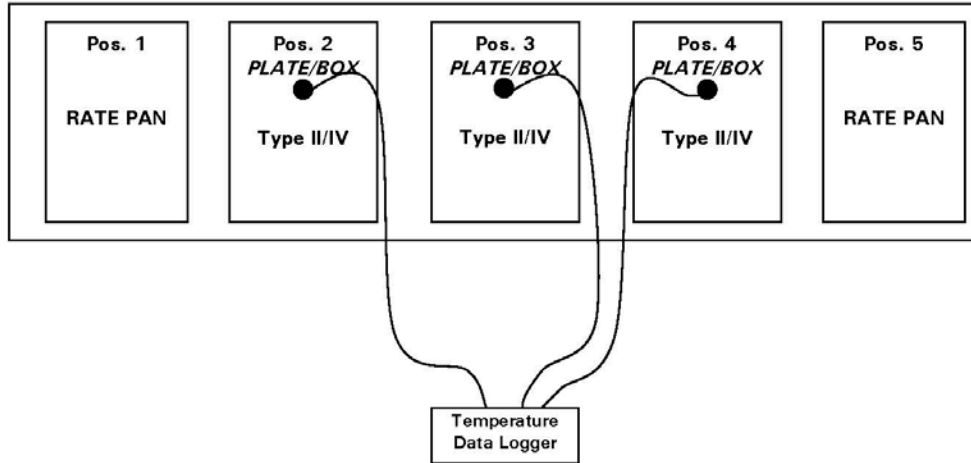 Pos. 1
RATE PAN
Pos. 2
PLATE/BOX
Type II/IV
Pos. 3
PLATE/BOX
Type II/IV
Pos. 4
PLATE/BOX
Type II/IV
Pos. 5
RATE PAN
Temperature
Data Logger